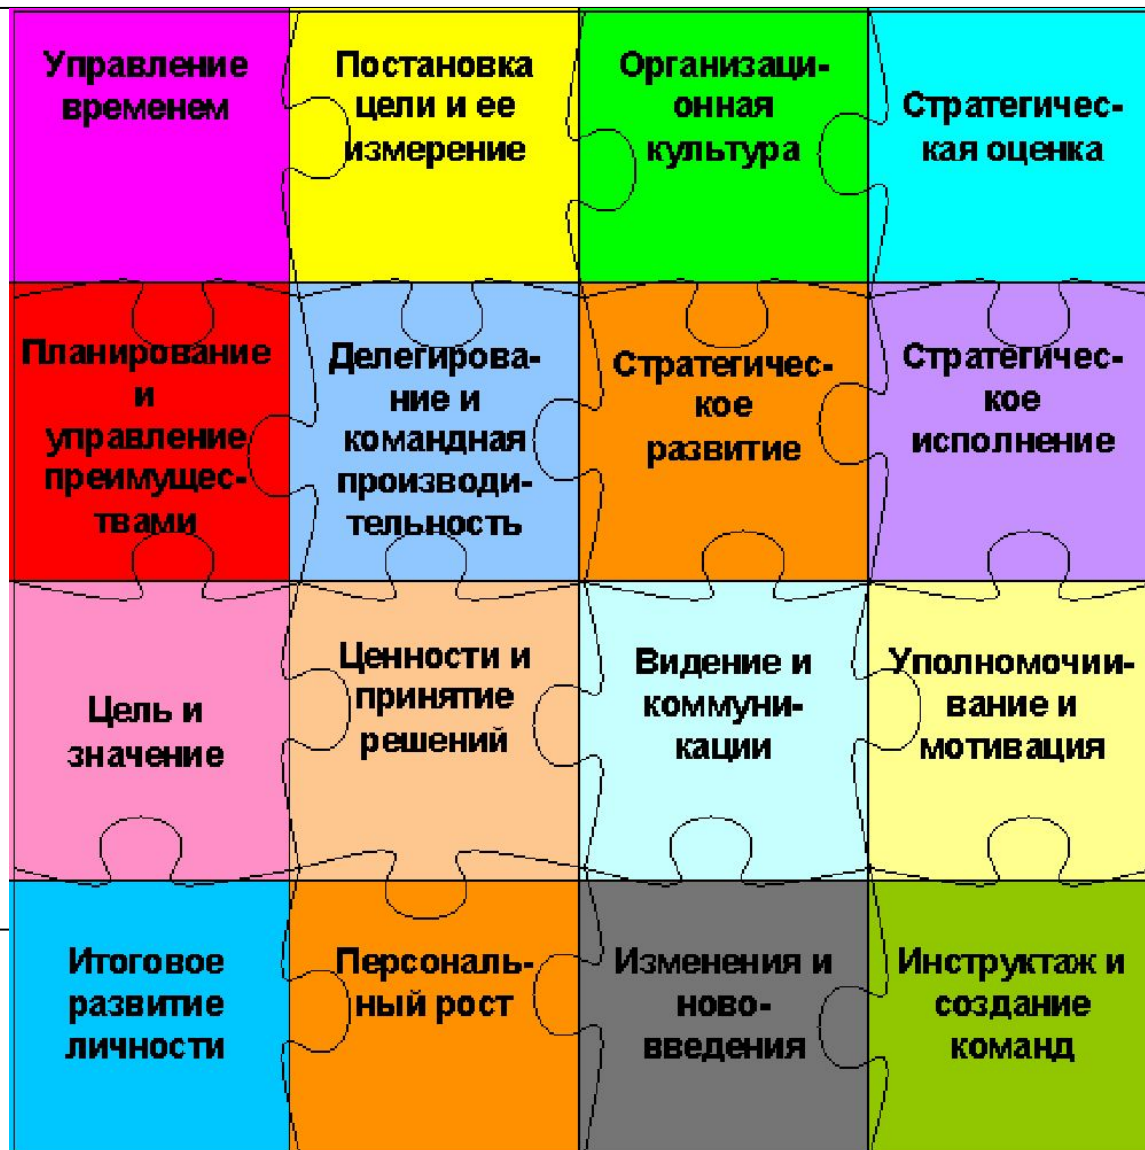 Управление
временем
Постановка
цели и ее
измерение
Организаци-
онная
культура
Стратегичес-
кая оценка
Планирование
и
управление
преимущес-
твами
Делегирова-
ние и
командная
производи-
тельность
Стратегичес-
кое
развитие
Стратегичес-
кое
исполнение
Цель и
значение
Ценности и
принятие
решений
Видение и
коммуни-
кации
Уполномочии-
вание и
мотивация
Итоговое
развитие
личности
Персональ-
ный рост
Изменения и
ново-
введения
Инструктаж и
создание
команд